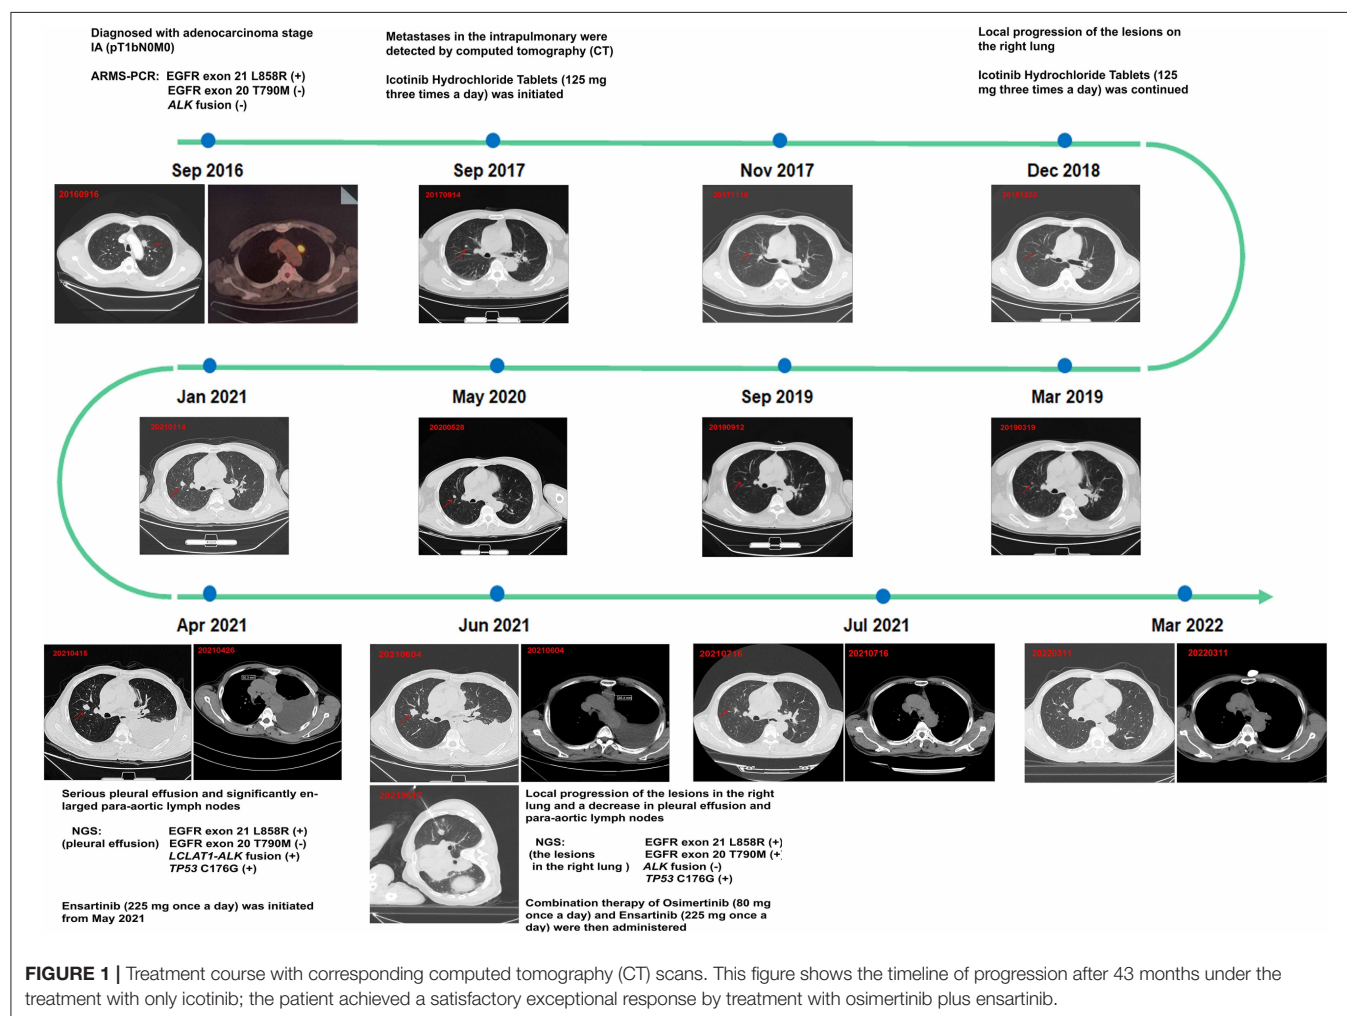 Diagnosed with adenocarcinoma stage
IA (pT1bN0M0)
ARMS-PCR: EGFR exon 21 L858R (+)
EGFR exon 20 T790M (-)
ALK fusion (-)
Metastases in the intrapulmonary were
detected by computed tomography (CT)
Icotinib Hydrochloride Tablets (125 mg
three times a day) was initiated
Local progression of the lesions on
the right lung
Icotinib Hydrochloride Tablets (125
mg three times a day) was continued
Sep 2016
Sep 2017
Nov 2017
Dec 2018
20160916
20170914
Jan 2021
May 2020
Sep 2019
Mar 2019
20210114
20200528
20190912
20190319
Apr 2021
Jun 2021
Jul 2021
Mar 2022
20210415
20210426
20210604
20210604
20210716
20210716
20220311
20220311
Serious pleural effusion and significantly en-
larged para-aortic lymph nodes
NGS: EGFR exon 21 L858R (+)
(pleural effusion) EGFR exon 20 T790M (-)
LCLAT1-ALK fusion (+)
TP53 C176G (+)
Ensartinib (225 mg once a day) was initiated
from May 2021
Local progression of the lesions in the right
lung and a decrease in pleural effusion and
para-aortic lymph nodes
NGS: EGFR exon 21 L858R (+)
(the lesions EGFR exon 20 T790M (+)
in the right lung ) ALK fusion (-)
TP53 C176G (+)
Combination therapy of Osimertinib (80 mg
once a day) and Ensartinib (225 mg once a
day) were then administered
FIGURE 1 | Treatment course with corresponding computed tomography (CT) scans. This figure shows the timeline of progression after 43 months under the
treatment with only icotinib; the patient achieved a satisfactory exceptional response by treatment with osimertinib plus ensartinib.